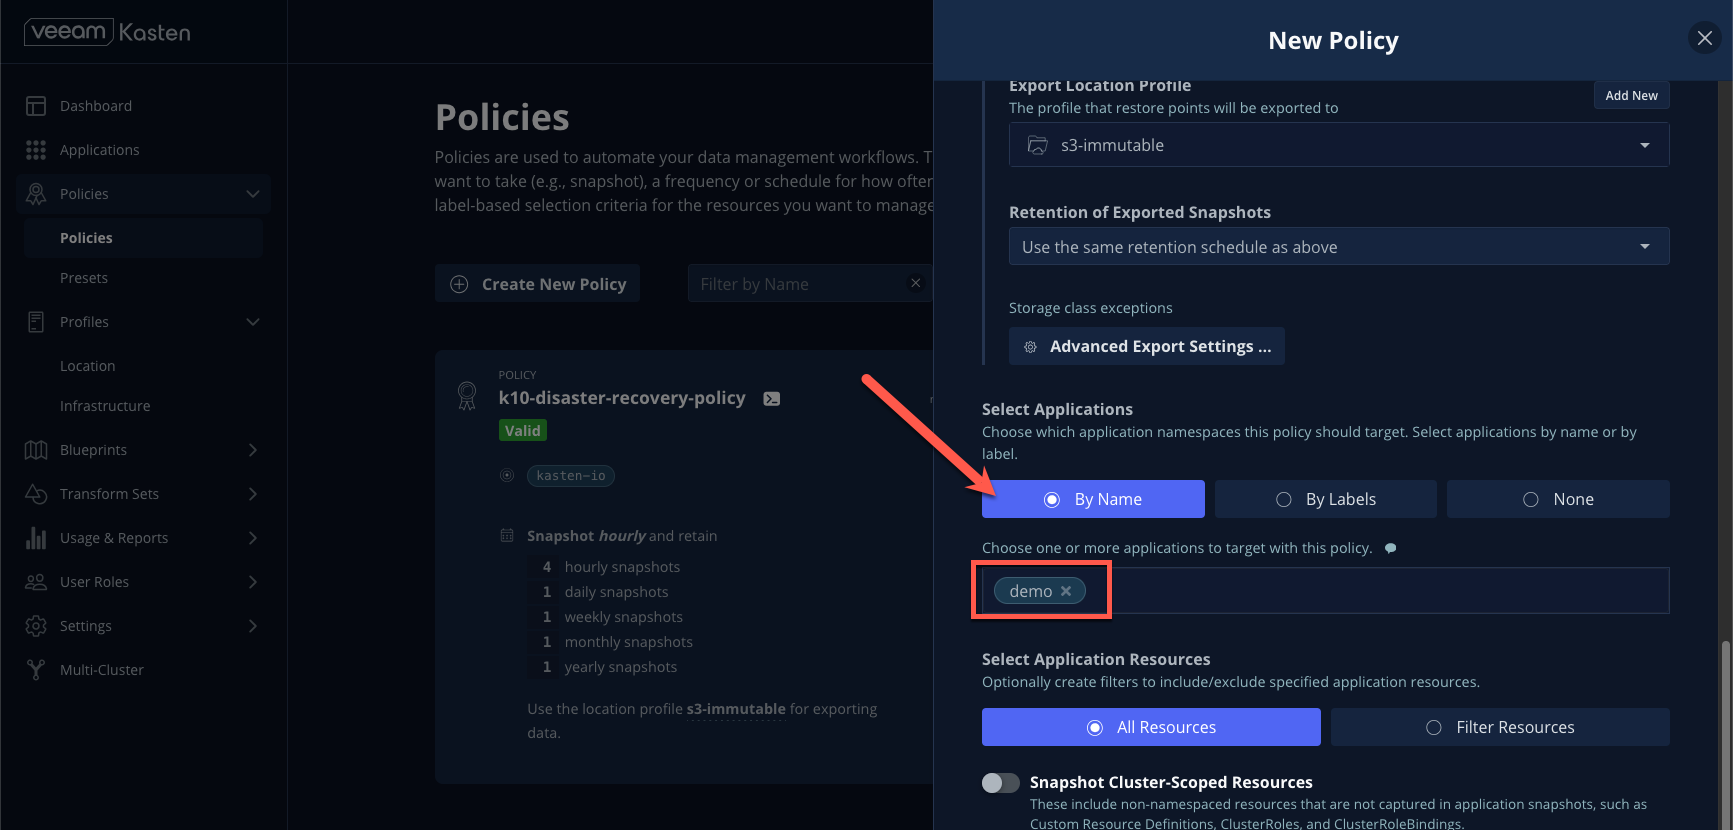 veeam Kasten
Dashboard
Applications
Policies
Policies
Presets
Profiles
Location
Infrastructure
Blueprints
Transform Sets
Usage & Reports
User Roles
Settings
Multi-Cluster
Policies
Policies are used to automate your data management workflows. T
want to take (e.g., snapshot), a frequency or schedule for how often
label-based selection criteria for the resources you want to manage
Create New Policy
Filter by Name
POLICY
k10-disaster-recovery-policy
Valid
kasten-io
Snapshot hourly and retain
4 hourly snapshots
1 daily snapshots
1 weekly snapshots
1 monthly snapshots
1 yearly snapshots
Use the location profile s3-immutable for exporting
data.
New Policy
Export Location Profile
Add New
The profile that restore points will be exported to
s3-immutable
Retention of Exported Snapshots
Use the same retention schedule as above
Storage class exceptions
Advanced Export Settings ...
Select Applications
Choose which application namespaces this policy should target. Select applications by name or by
label.
By Name
By Labels
None
Choose one or more applications to target with this policy.
demo
Select Application Resources
Optionally create filters to include/exclude specified application resources.
All Resources
Filter Resources
Snapshot Cluster-Scoped Resources
These include non-namespaced resources that are not captured in application snapshots, such as
Custom Resource Definitions, ClusterRoles, and ClusterRoleBindings.